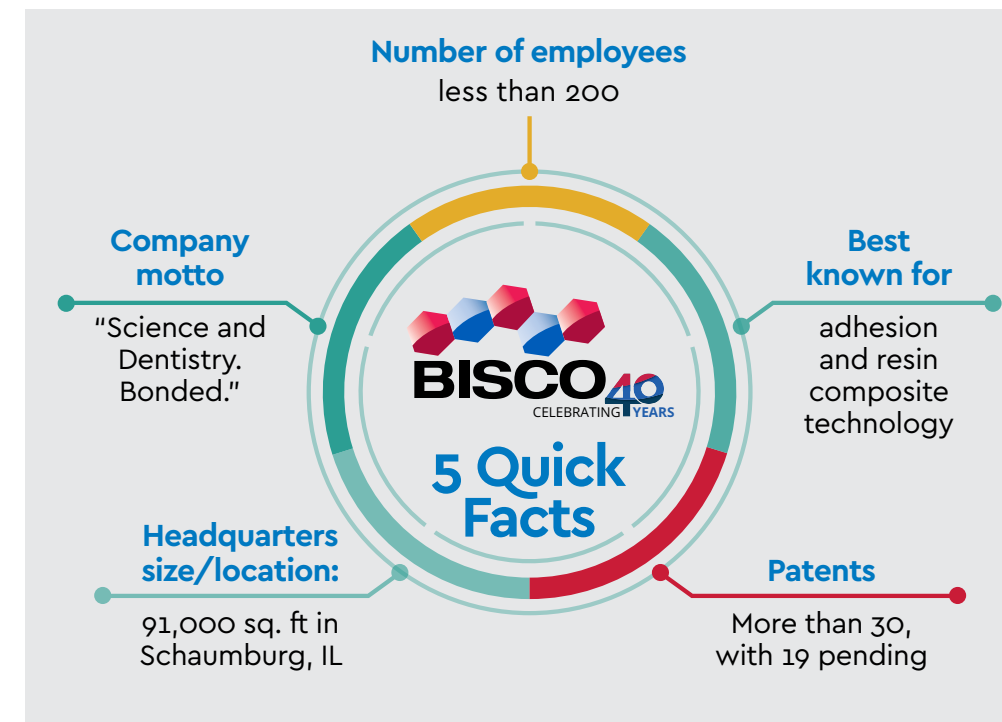 Number of employees
less than 200
Company
motto
"Science and
Dentistry.
Bonded."
Best
known for
adhesion
and resin
composite
technology
BISCO
40
CELEBRATING YEARS
5 Quick
Facts
Headquarters
size/location:
91,000 sq. ft in
Schaumburg, IL
Patents
More than 30,
with 19 pending